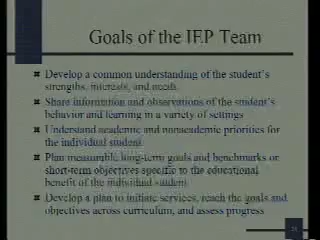 Goals of the IEP Team
Develop a common understanding of the student's
strengths, interests, and needs
Share information and observations of the student's
behavior and learning in a variety of settings
Understand academic and nonacademic priorities for
the individual student
Plan measurable long-term goals and benchmarks or
short-term objectives specific to the educational
benefit of the individual student
Develop a plan to initiate services, reach the goals and
objectives across curriculum, and assess progress